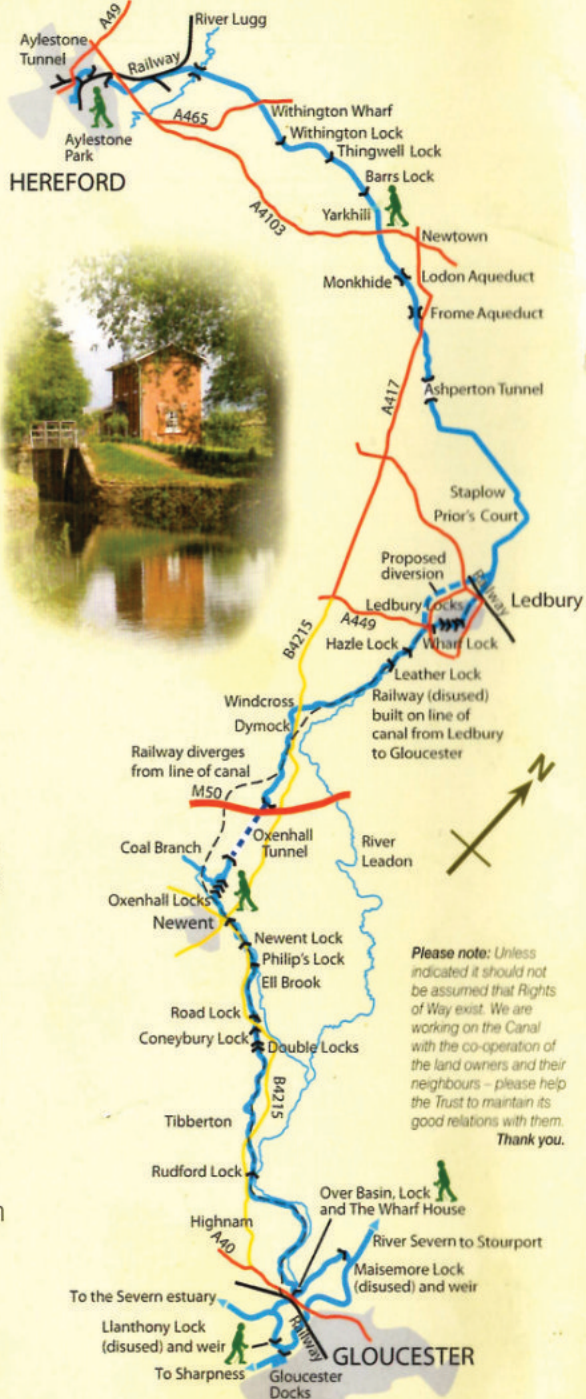 A49
River Lugg
Aylestone
Tunnel
Railway
A465
Withington Wharf
Aylestone
Park
Withington Lock
Thingwell Lock
HEREFORD
Barrs Lock
A4103
Yarkhill
Newtown
Monkhide
Lodon Aqueduct
Frome Aqueduct
A417
Ashperton Tunnel
Staplow
Prior's Court
Proposed
diversion
Railway
Ledbury Locks
Ledbury
A449
B4215
Hazle Lock
Wharf Lock
Leather Lock
Windcross
Dymock
Railway (disused)
built on line of
canal from Ledbury
to Gloucester
Railway diverges
from line of canal
N
M50
Coal Branch
Oxenhall
Tunnel
River
Leadon
Oxenhall Locks
Newent
Newent Lock
Philip's Lock
Ell Brook
Please note: Unless
indicated it should not
be assumed that Rights
of Way exist. We are
working on the Canal
with the co-operation of
the land owners and their
neighbours – please help
the Trust to maintain its
good relations with them.
Thank you.
Road Lock
Coneybury Lock
Double Locks
B4215
Tibberton
Rudford Lock
Over Basin, Lock
and The Wharf House
Highnam
A40
River Severn to Stourport
Maisemore Lock
(disused) and weir
To the Severn estuary
Llanthony Lock
(disused) and weir
Railway
GLOUCESTER
To Sharpness
Gloucester
Docks